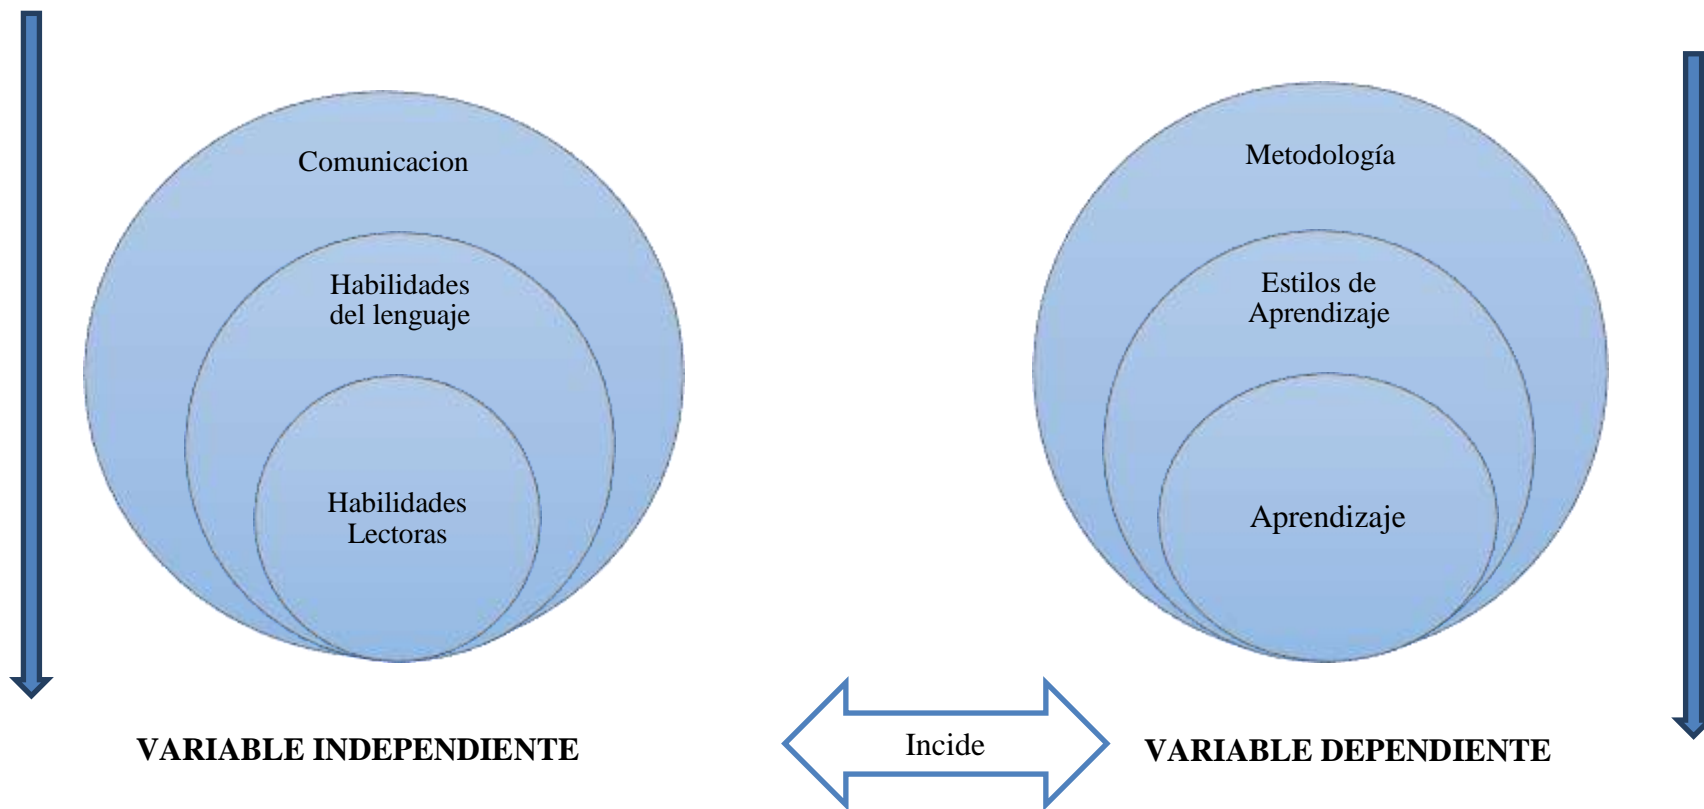 Comunicacion
Habilidades
del lenguaje
Habilidades
Lectoras
Metodología
Estilos de
Aprendizaje
Aprendizaje
VARIABLE INDEPENDIENTE
Incide
VARIABLE DEPENDIENTE